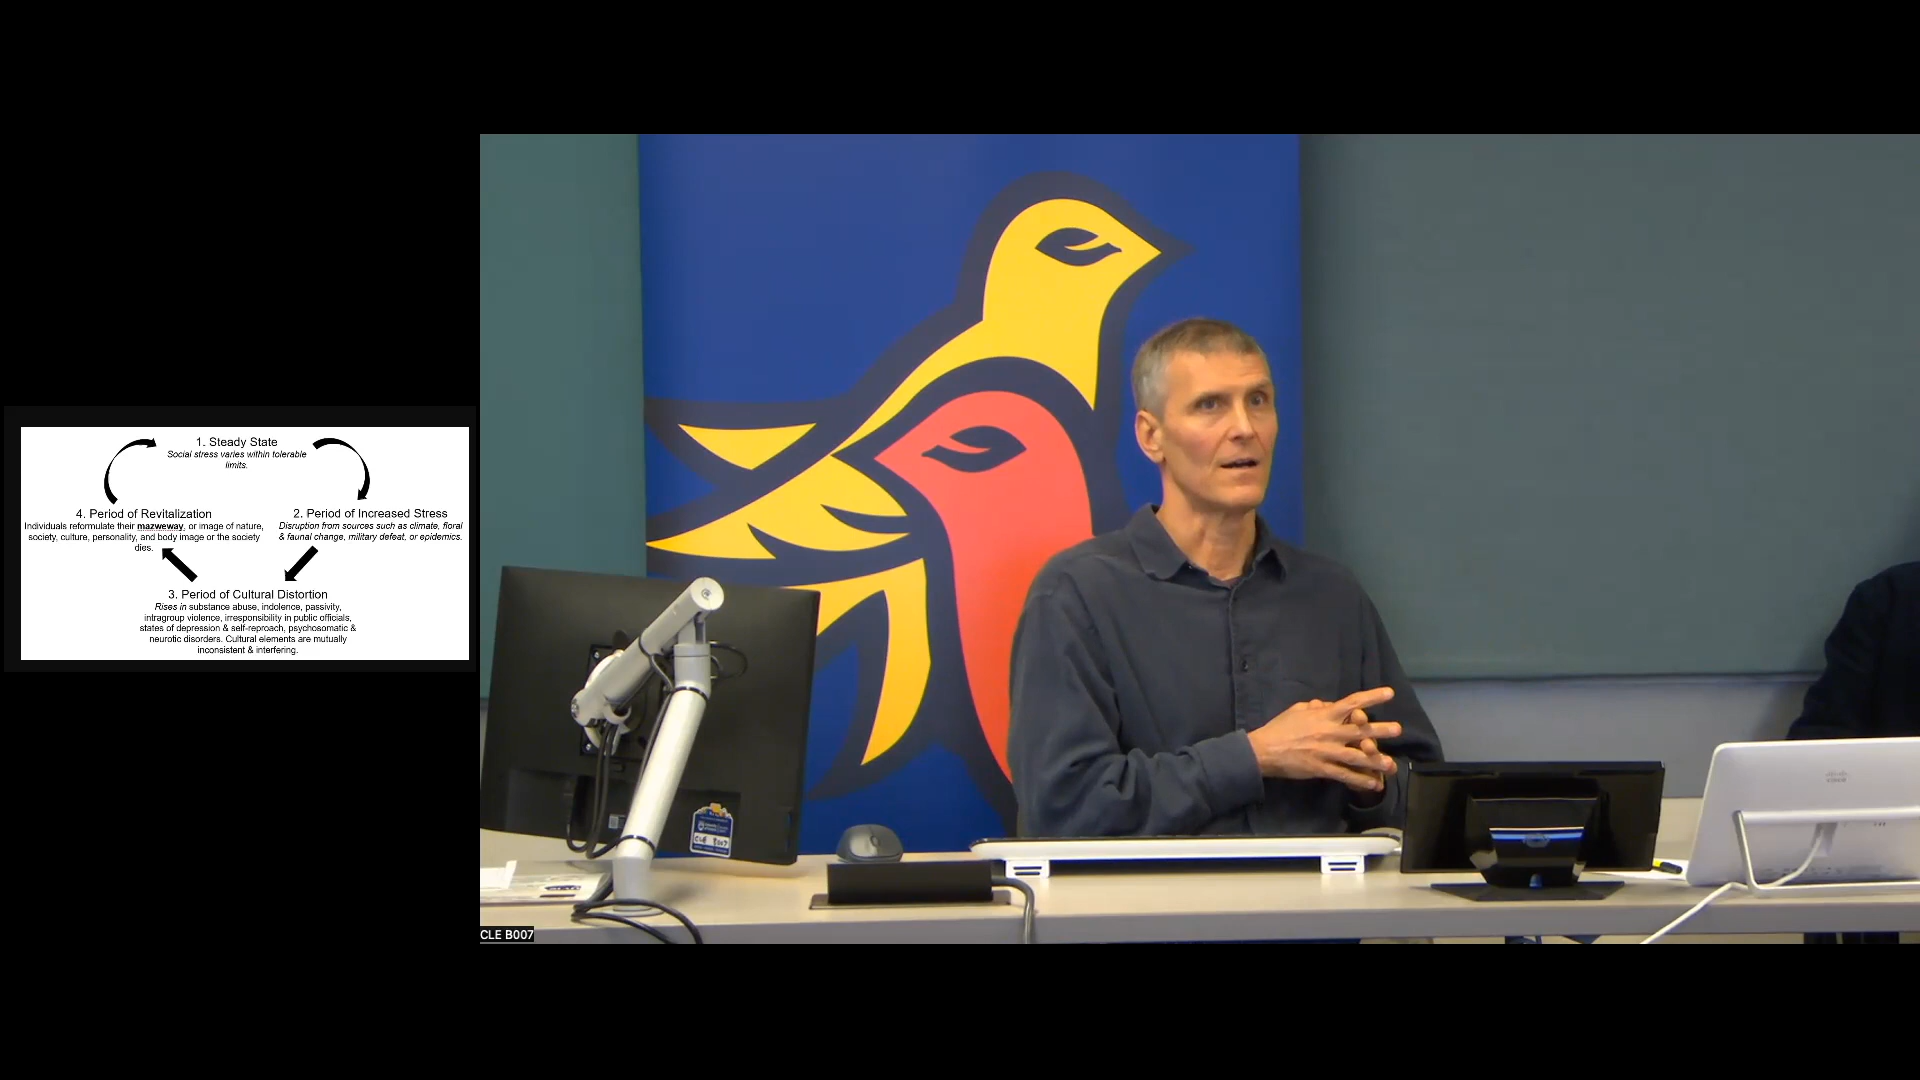 1. Steady State
Social stress varies within tolerable
limits.
4. Period of Revitalization
Individuals reformulate their mazweway, or image of nature,
society, culture, personality, and body image or the society
dies.
2. Period of Increased Stress
Disruption from sources such as climate, floral
& faunal change, military defeat, or epidemics.
3. Period of Cultural Distortion
Rises in substance abuse, indolence, passivity,
intragroup violence, irresponsibility in public officials,
states of depression & self-reproach, psychosomatic &
neurotic disorders. Cultural elements are mutually
inconsistent & interfering.
CLE B007
CLE B007